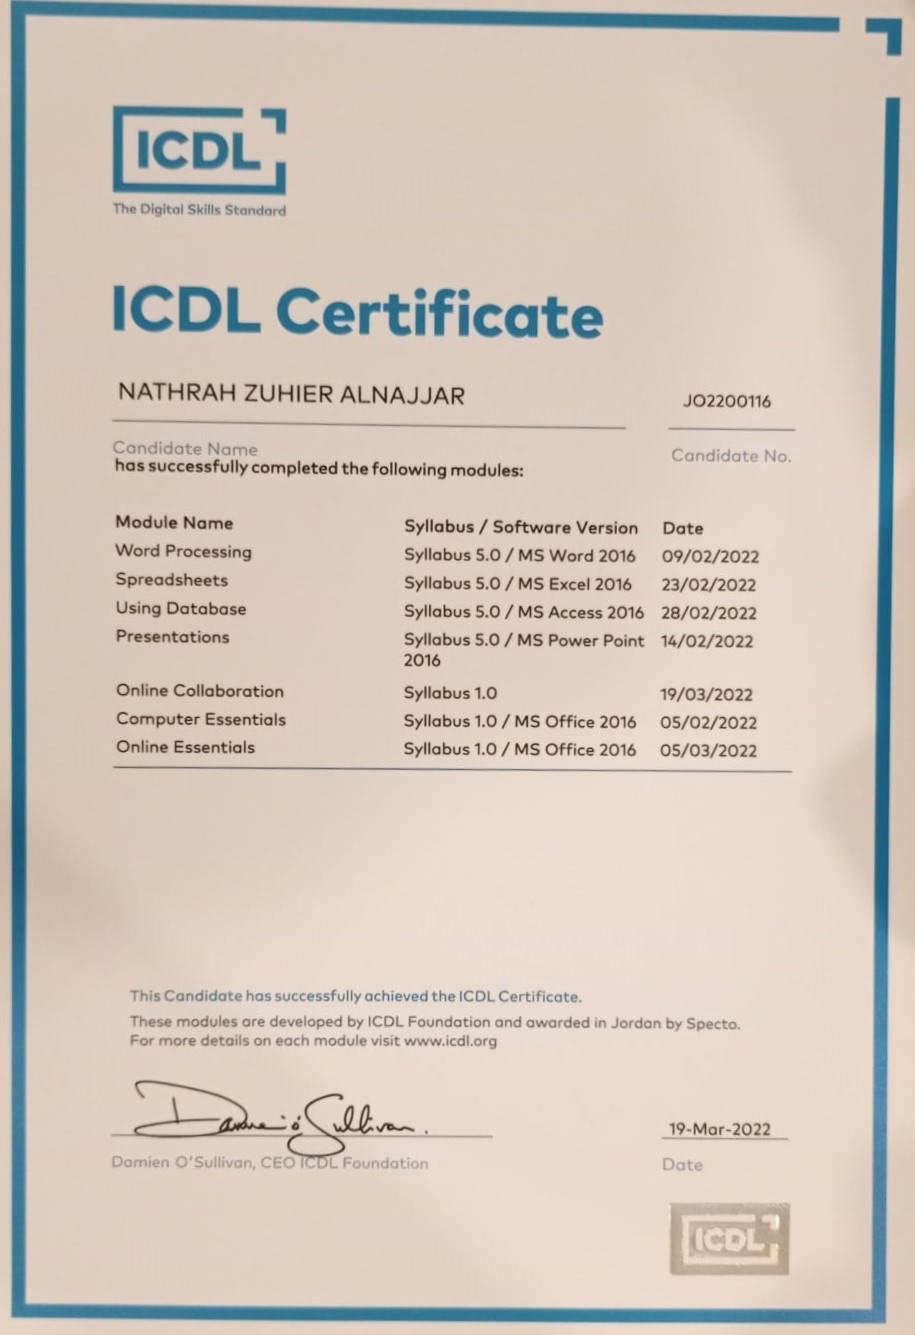 ICDL
The Digital Skills Standard
ICDL Certificate
NATHRAH ZUHIER ALNAJJAR JO2200116
Candidate Name Candidate No.
has successfully completed the following modules:
Module Name Syllabus / Software Version Date
Word Processing Syllabus 5.0 / MS Word 2016 09/02/2022
Spreadsheets Syllabus 5.0 / MS Excel 2016 23/02/2022
Using Database Syllabus 5.0 / MS Access 2016 28/02/2022
Presentations Syllabus 5.0 / MS Power Point 14/02/2022
2016
Online Collaboration Syllabus 1.0 19/03/2022
Computer Essentials Syllabus 1.0 / MS Office 2016 05/02/2022
Online Essentials Syllabus 1.0 / MS Office 2016 05/03/2022
This Candidate has successfully achieved the ICDL Certificate.
These modules are developed by ICDL Foundation and awarded in Jordan by Specto.
For more details on each module visit www.icdl.org
Damien O'Sullivan. 19-Mar-2022
Damien O'Sullivan, CEO ICDL Foundation Date
ICDL